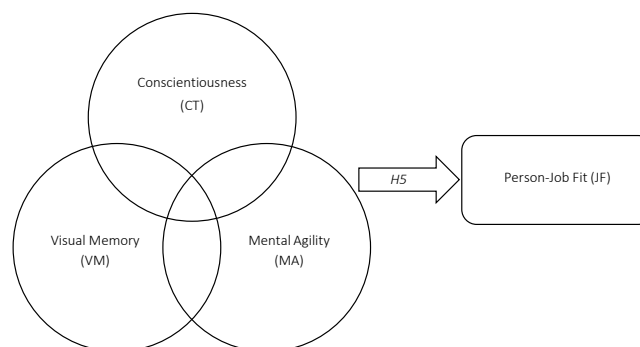 Conscientiousness
(CT)
H5
Person-Job Fit (JF)
Visual Memory
(VM)
Mental Agility
(MA)